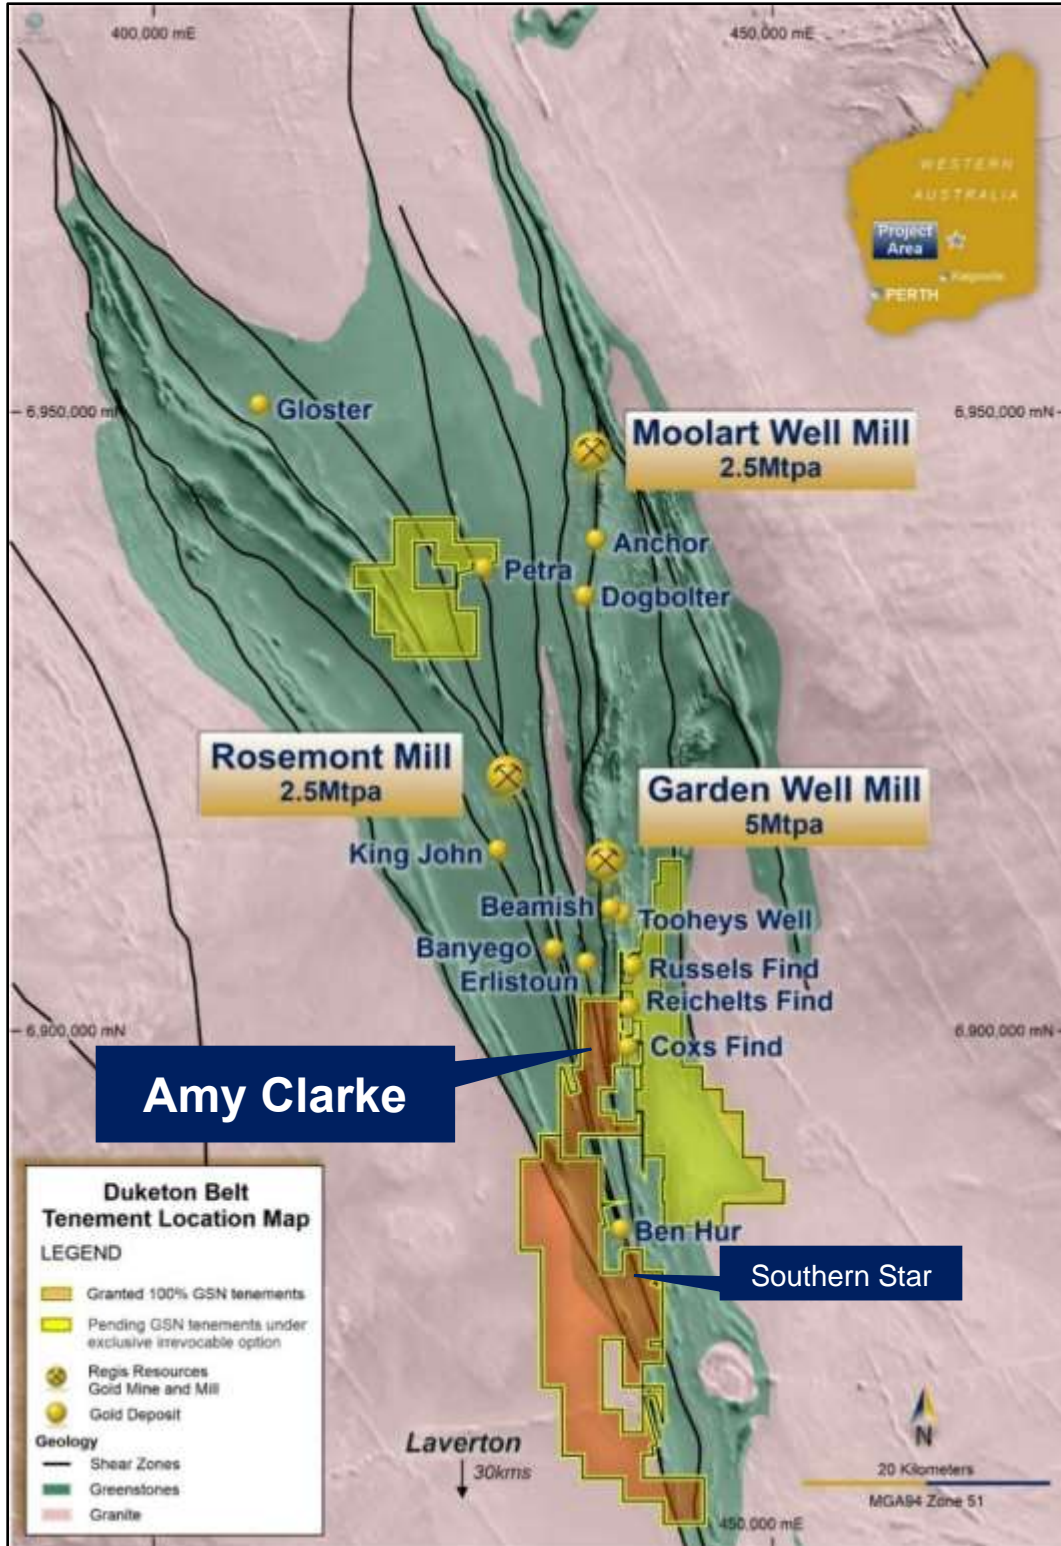 400,000 mE
450,000 mE
WESTERN
AUSTRALIA
Project
Area
Kalgoorlie
PERTH
Gloster
6,950,000 mN
6,950,000 mN
Moolart Well Mill
2.5Mtpa
Anchor
Petra
Dogbolter
Rosemont Mill
2.5Mtpa
Garden Well Mill
5Mtpa
King John
Beamish
Tooheys Well
Banyego
Erlistoun
Russels Find
Reichelts Find
6,900,000 mN
6,900,000 mN
Coxs Find
Amy Clarke
Duketon Belt
Tenement Location Map
LEGEND
Granted 100% GSN tenements
Pending GSN tenements under
exclusive irrevocable option
Regis Resources
Gold Mine and Mill
Gold Deposit
Geology
Shear Zones
Greenstones
Granite
Ben Hur
Southern Star
Laverton
30kms
N
20 Kilometers
MGA94 Zone 51
450,000 mE